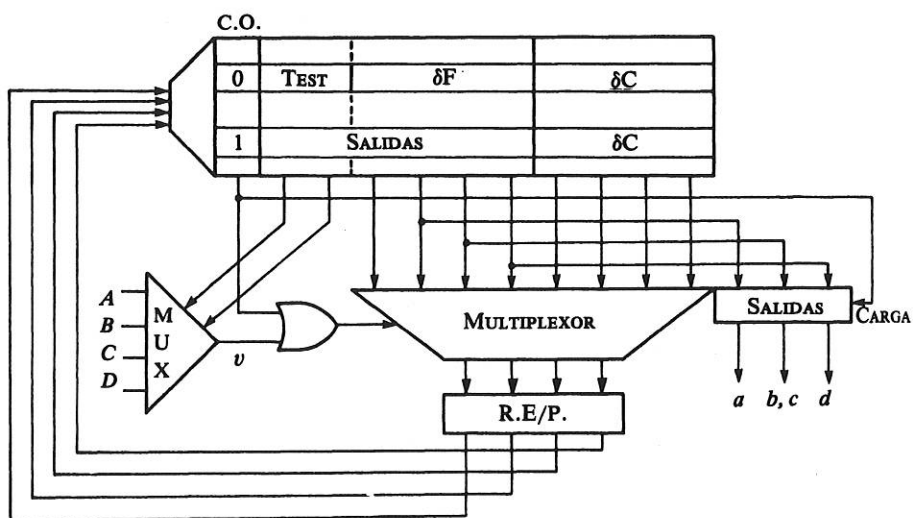 C.O.
0 TEST δF δC
1 SALIDAS δC
A
B
C
D
M
U
X
v
MULTIPLEXOR
SALIDAS
CARGA
a b, c d
R.E/P.